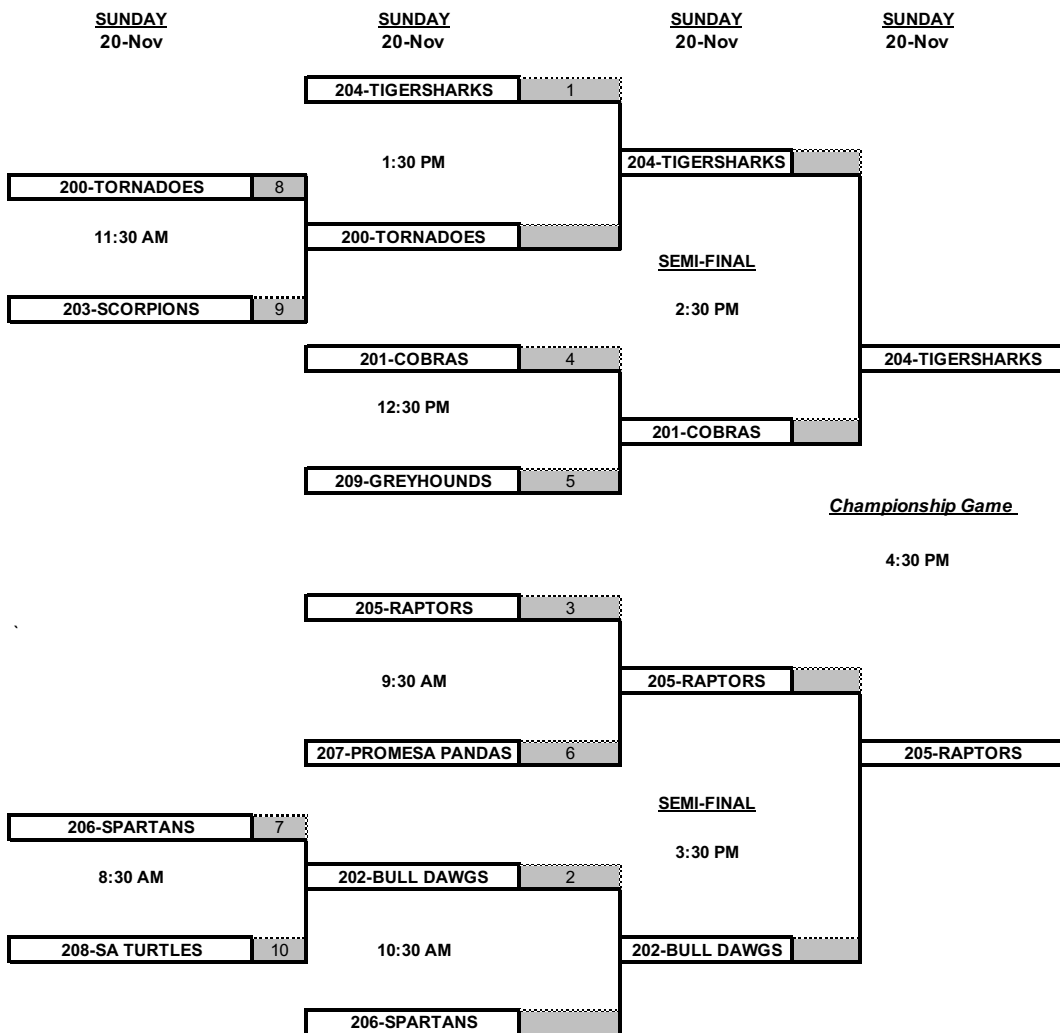 SUNDAY SUNDAY SUNDAY SUNDAY
20-Nov 20-Nov 20-Nov 20-Nov
204-TIGERSHARKS 1
1:30 PM 204-TIGERSHARKS
200-TORNADOES 8
11:30 AM 200-TORNADOES
SEMI-FINAL
203-SCORPIONS 9 2:30 PM
201-COBRAS 4 204-TIGERSHARKS
12:30 PM
201-COBRAS
209-GREYHOUNDS 5
Championship Game
4:30 PM
205-RAPTORS 3
`
9:30 AM 205-RAPTORS
207-PROMESA PANDAS 6 205-RAPTORS
SEMI-FINAL
206-SPARTANS 7
3:30 PM
8:30 AM 202-BULL DAWGS 2
208-SA TURTLES 10 10:30 AM 202-BULL DAWGS
206-SPARTANS